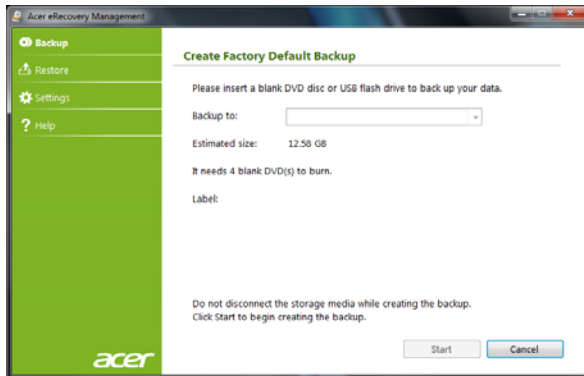 Acer eRecovery Management
Backup
Restore
Settings
? Help
Create Factory Default Backup
Please insert a blank DVD disc or USB flash drive to back up your data.
Backup to:
Estimated size: 12.58 GB
It needs 4 blank DVD(s) to burn.
Label:
Do not disconnect the storage media while creating the backup.
Click Start to begin creating the backup.
Start Cancel
acer